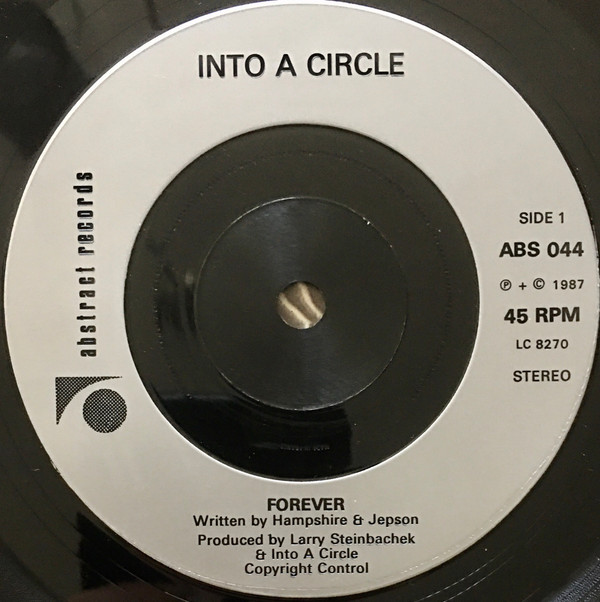 INTO A CIRCLE
abstract records
SIDE 1
ABS 044
℗ + © 1987
45 RPM
LC 8270
STEREO
FOREVER
Written by Hampshire & Jepson
Produced by Larry Steinbachek
& Into A Circle
Copyright Control